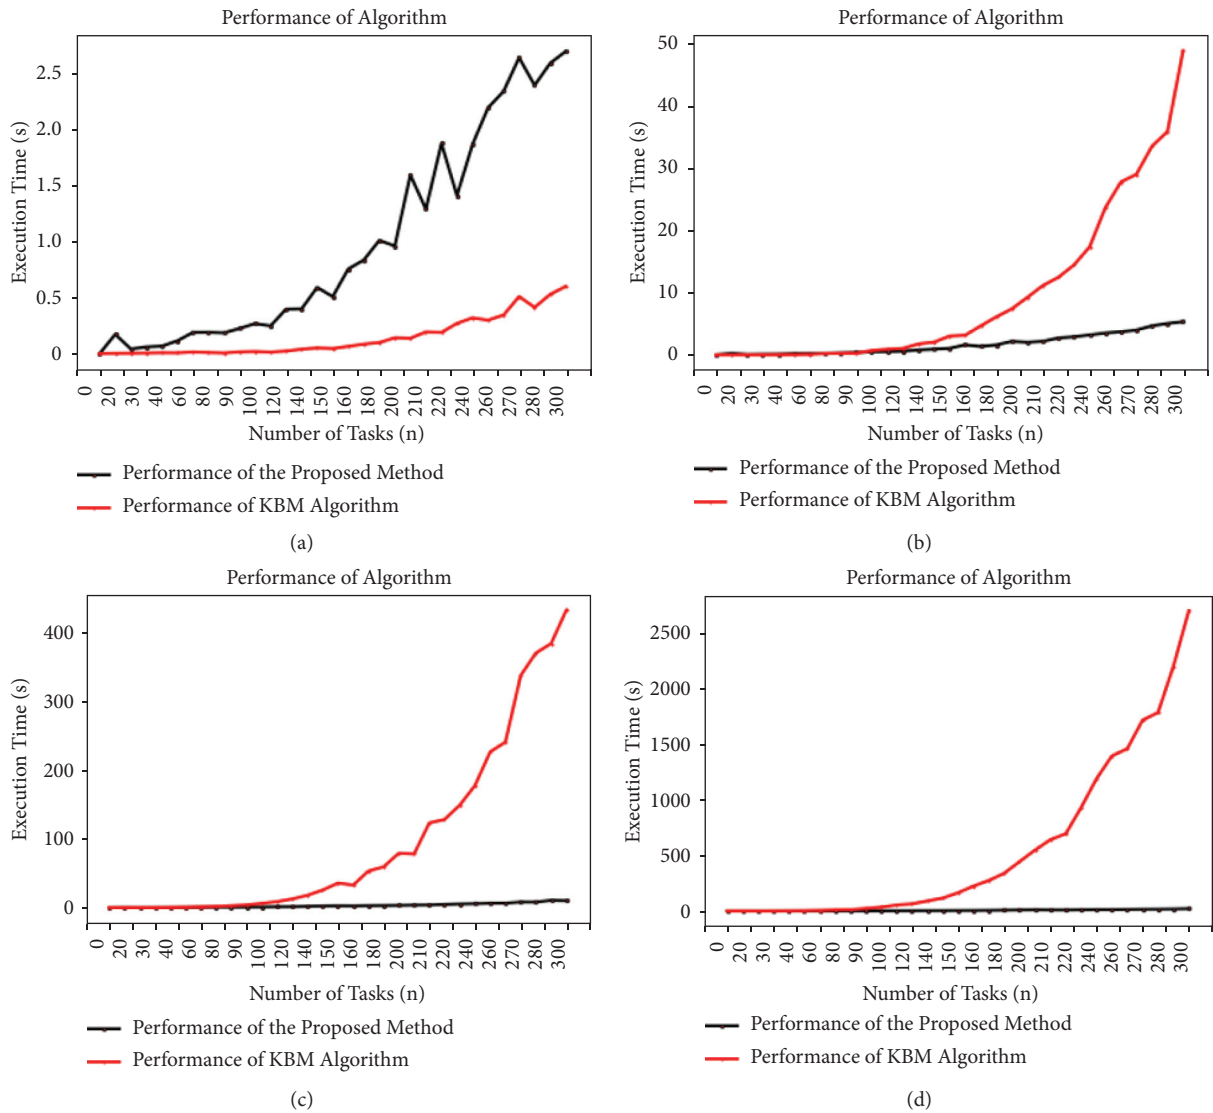 Performance of Algorithm
Execution Time (s)
2.5
2.0
1.5
1.0
0.5
0
0 20 30 40 60 80 90 100 120 140 150 160 180 200 210 220 240 260 270 280 300
Number of Tasks (n)
Performance of the Proposed Method
Performance of KBM Algorithm
(a)
Performance of Algorithm
Execution Time (s)
50
40
30
20
10
0
0 20 30 40 60 80 90 100 120 140 150 160 180 200 210 220 240 260 270 280 300
Number of Tasks (n)
Performance of the Proposed Method
Performance of KBM Algorithm
(b)
Performance of Algorithm
Execution Time (s)
400
300
200
100
0
0 20 30 40 60 80 90 100 120 140 150 160 180 200 210 220 240 260 270 280 300
Number of Tasks (n)
Performance of the Proposed Method
Performance of KBM Algorithm
(c)
Performance of Algorithm
Execution Time (s)
2500
2000
1500
1000
500
0
0 20 30 40 60 80 90 100 120 140 150 160 180 200 210 220 240 260 270 280 300
Number of Tasks (n)
Performance of the Proposed Method
Performance of KBM Algorithm
(d)